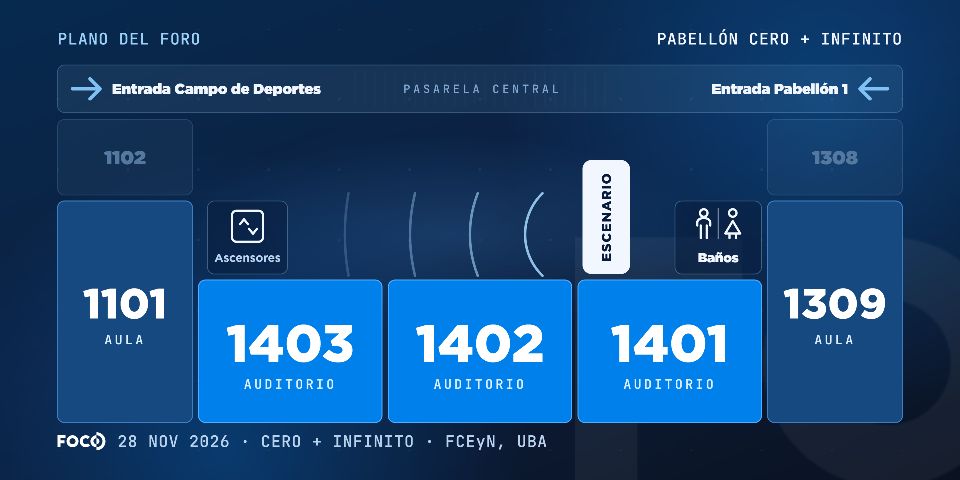 PLANO DEL FORO
PABELLÓN CERO + INFINITO
Entrada Campo de Deportes
PASARELA CENTRAL
Entrada Pabellón 1
1102
1308
ESCENARIO
Ascensores
Baños
1101
AULA
1403
AUDITORIO
1402
AUDITORIO
1401
AUDITORIO
1309
AULA
FOCO 28 NOV 2026 · CERO + INFINITO · FCEyN, UBA